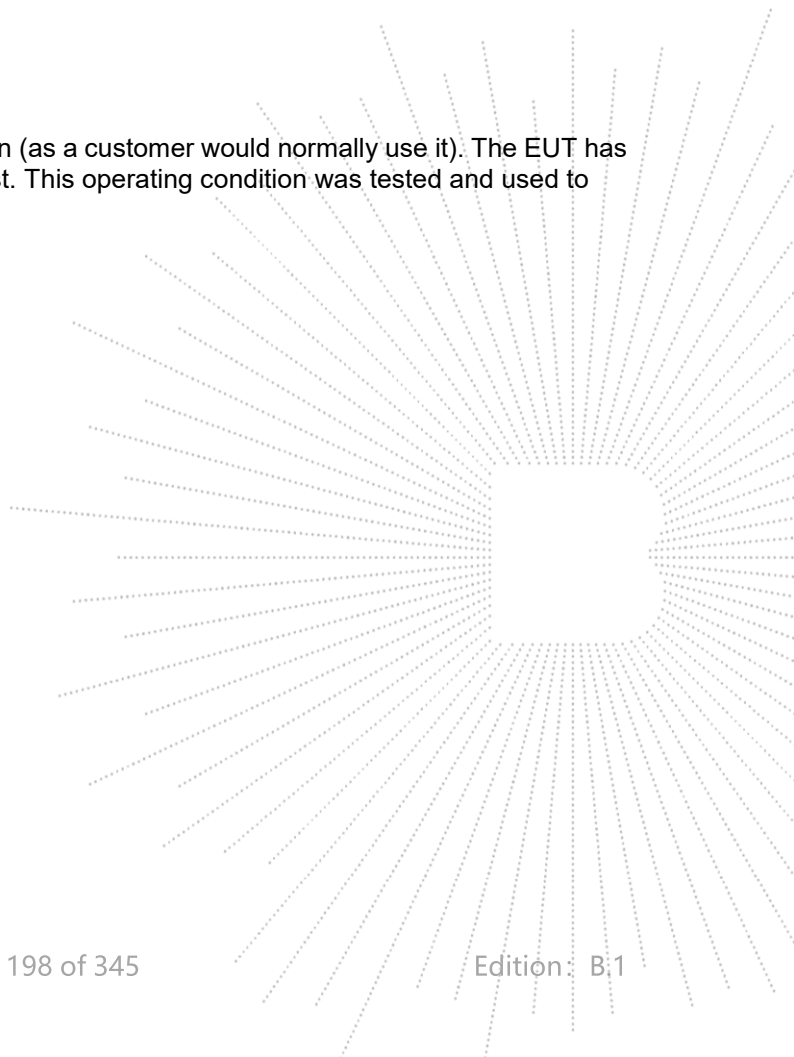 n (as a customer would normally use it). The EUT has
t. This operating condition was tested and used to
198 of 345 Edition： B.1